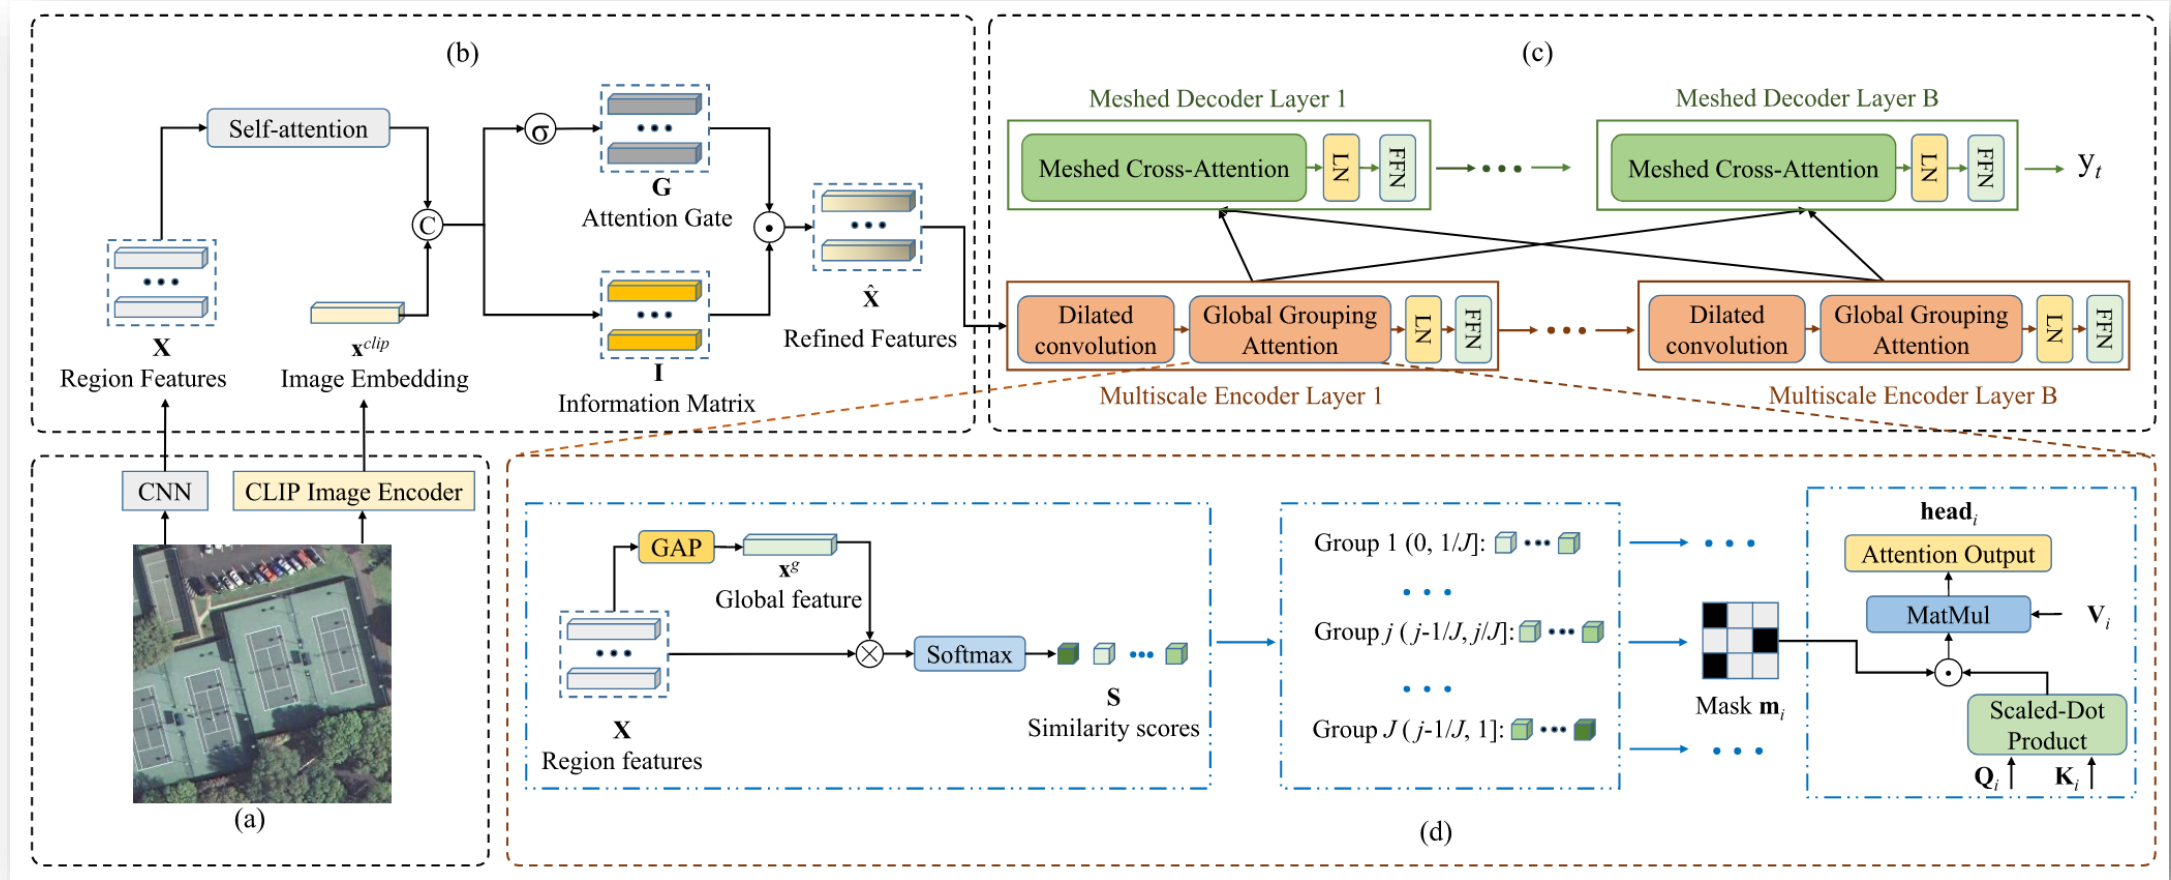 (b)
Self-attention
C
σ
G
Attention Gate
X
Region Features
x^clip
Image Embedding
I
Information Matrix
X̂
Refined Features
(c)
Meshed Decoder Layer 1
Meshed Cross-Attention
LN
FFN
Meshed Decoder Layer B
Meshed Cross-Attention
LN
FFN
y_t
Dilated
convolution
Global Grouping
Attention
LN
FFN
Multiscale Encoder Layer 1
Dilated
convolution
Global Grouping
Attention
LN
FFN
Multiscale Encoder Layer B
CNN
CLIP Image Encoder
(a)
GAP
x^g
Global feature
X
Region features
Softmax
S
Similarity scores
Group 1 (0, 1/J]:
Group j ( j-1/J, j/J]:
Group J ( j-1/J, 1]:
Mask m_i
head_i
Attention Output
MatMul
V_i
Scaled-Dot
Product
Q_i
K_i
(d)